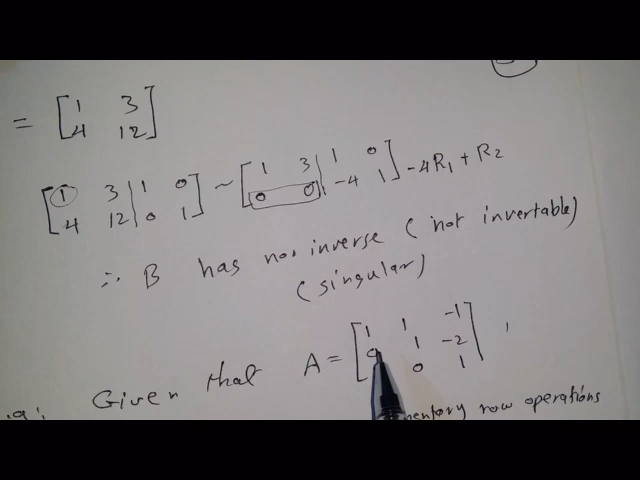 = [1 3
4 12]
[1 3 | 1 0
4 12 | 0 1] ~ [1 3 | 1 0
0 0 | -4 1] -4R1 + R2
∴ B has no inverse (not invertable)
(singular)
Given that A = [1 1 -1
0 1 -2
0 1] ,
mentary row operations